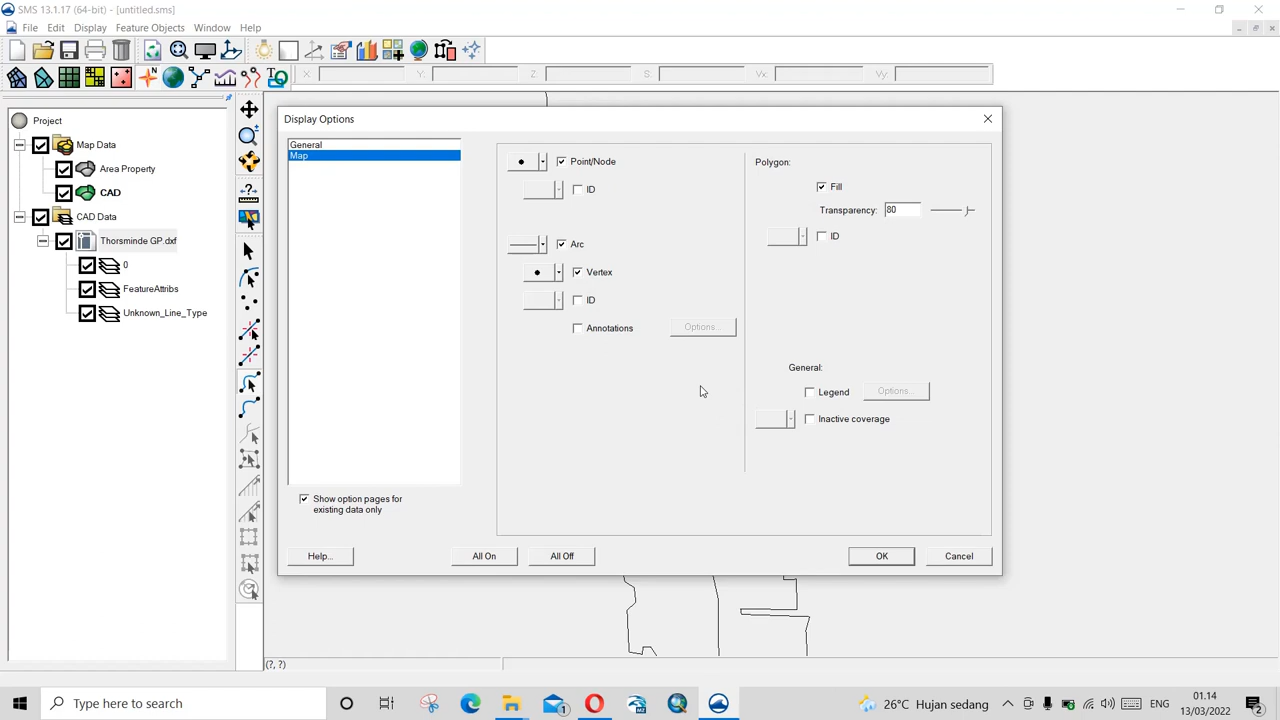 SMS 13.1.17 (64-bit) - [untitled.sms]
File Edit Display Feature Objects Window Help
X Y: Z: S: Vx: Vy:
Project
Map Data
Area Property
CAD
CAD Data
Thorsminde GP.dxf
0
FeatureAttribs
Unknown_Line_Type
Display Options
General
Map
Show option pages for
existing data only
Point/Node
ID
Arc
Vertex
ID
Annotations
Options...
Polygon:
Fill
Transparency: 80
ID
General:
Legend
Options...
Inactive coverage
Help...
All On
All Off
OK
Cancel
(?, ?)
Type here to search
26°C Hujan sedang
ENG
01.14
13/03/2022
2